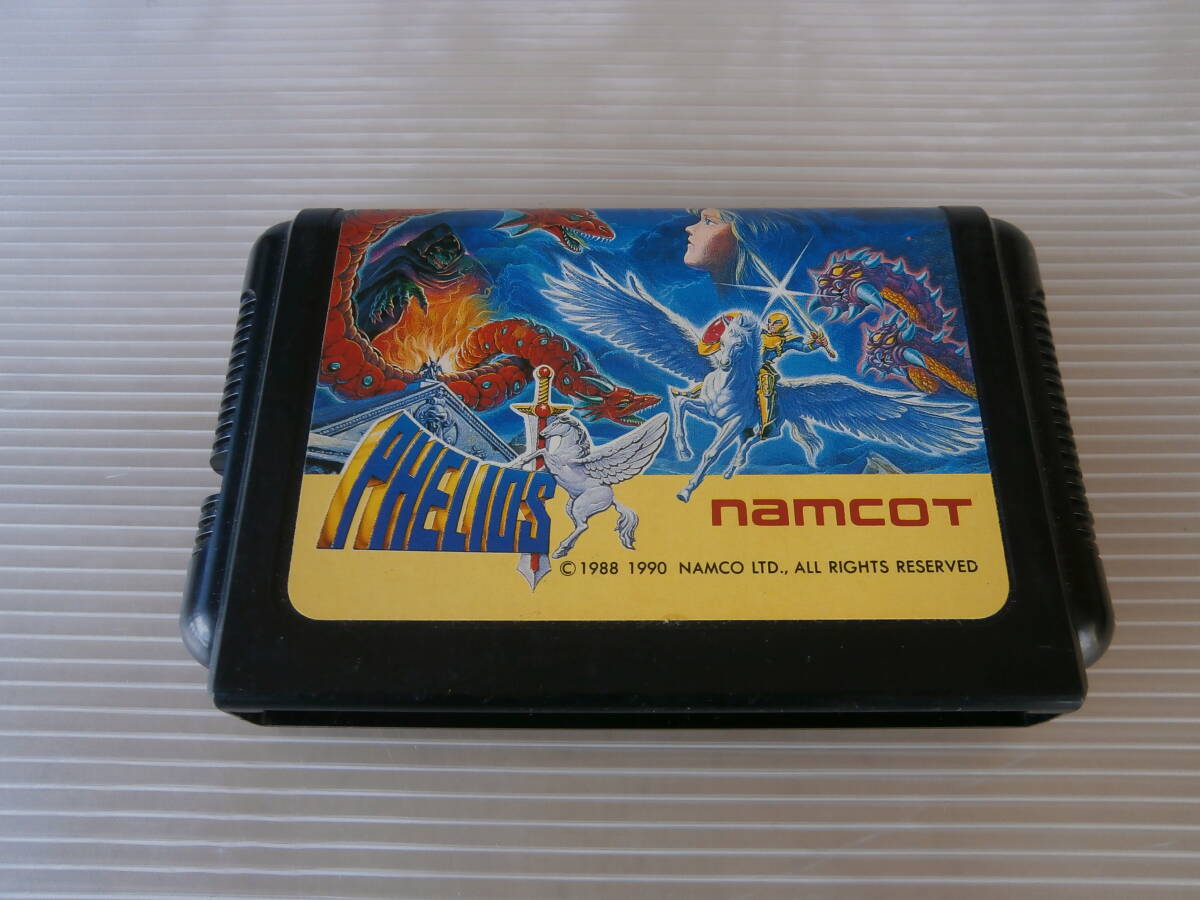 PHELIOS
namcoT
©1988 1990 NAMCO LTD., ALL RIGHTS RESERVED